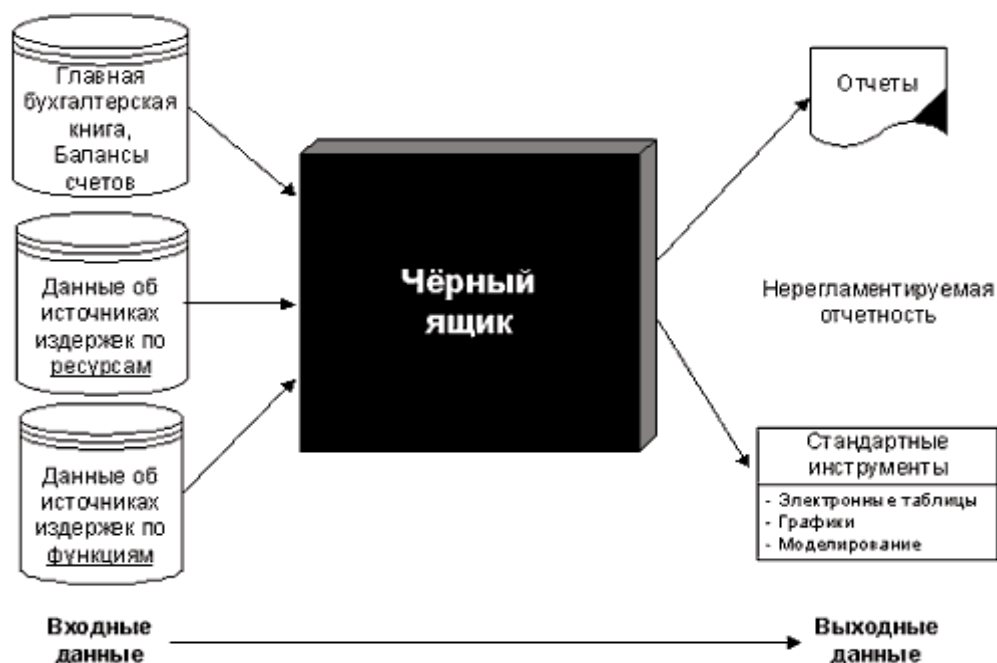 Главная
бухгалтерская
книга,
Балансы
счетов
Данные об
источниках
издержек по
ресурсам
Данные об
источниках
издержек по
функциям
Чёрный
ящик
Отчеты
Нерегламентируемая
отчетность
Стандартные
инструменты
- Электронные таблицы
- Графики
- Моделирование
Входные
данные
Выходные
данные